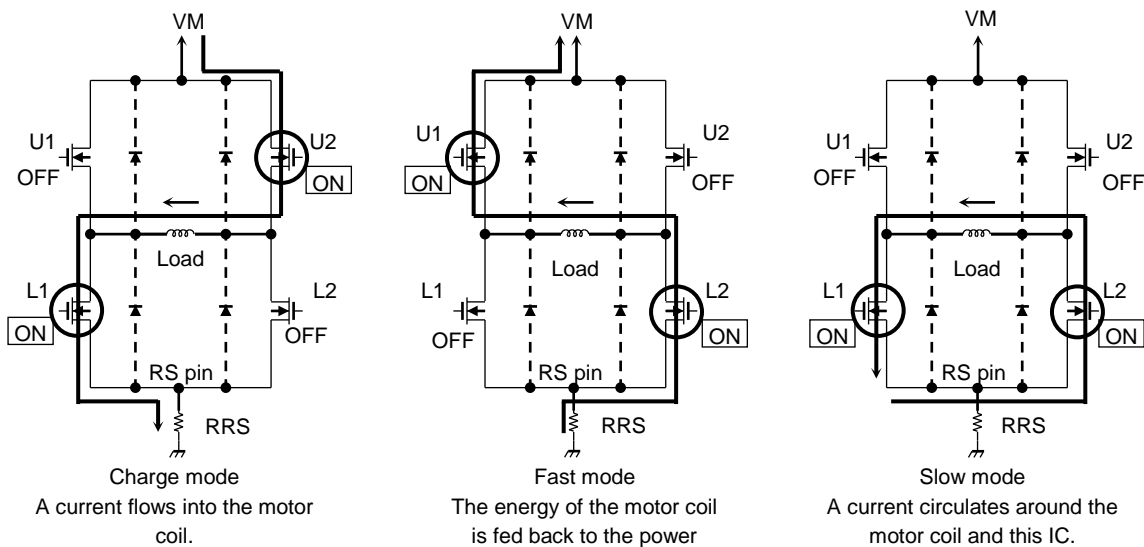 VM
U1
OFF
U2
ON
Load
L1
ON
L2
OFF
RS pin
RRS
Charge mode
A current flows into the motor
coil.
VM
U1
ON
U2
OFF
Load
L1
OFF
L2
ON
RS pin
RRS
Fast mode
The energy of the motor coil
is fed back to the power
VM
U1
OFF
U2
OFF
Load
L1
ON
L2
ON
RS pin
RRS
Slow mode
A current circulates around the
motor coil and this IC.